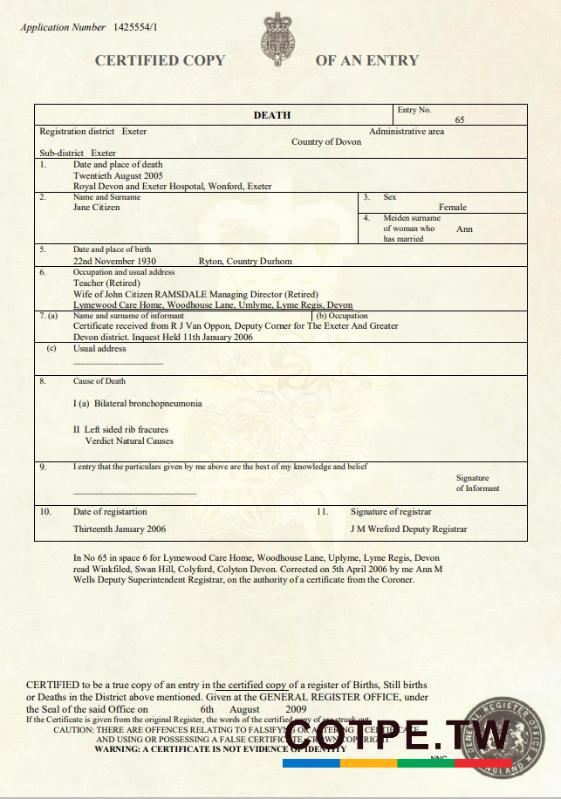 Application Number 1425554/1
CERTIFIED COPY OF AN ENTRY
DEATH
Entry No.
65
Registration district Exeter
Administrative area
Country of Dovon
Sub-district Exeter
1. Date and place of death
Twentieth August 2005
Royal Devon and Exeter Hospotal, Wonford, Exeter
2. Name and Surname
Jane Citizen
3. Sex
Female
4. Meiden surname
of woman who
has married
Ann
5. Date and place of birth
22nd November 1930 Ryton, Country Durhom
6. Occupation and usual address
Teacher (Retired)
Wife of John Citizen RAMSDALE Managing Director (Retired)
Lymewood Care Home, Woodhouse Lane, Umlyme, Lyme Regis, Devon
7. (a) Name and surname of informant (b) Occupation
Certificate received from R J Van Oppon, Deputy Corner for The Exeter And Greater
Devon district. Inquest Held 11th January 2006
(c) Usual address
8. Cause of Death
I (a) Bilateral bronchopneumonia
II Left sided rib fracures
Verdict Natural Causes
9. I entry that the particulars given by me above are the best of my knowledge and belief
Signature
of Informant
10. Date of registartion
Thirteenth January 2006
11. Signature of registrar
J M Wreford Deputy Registrar
In No 65 in space 6 for Lymewood Care Home, Woodhouse Lane, Uplyme, Lyme Regis, Devon
read Winkfiled, Swan Hill, Colyford, Colyton Devon. Corrected on 5th April 2006 by me Ann M
Wells Deputy Superintendent Registrar, on the authority of a certificate from the Coroner.
CERTIFIED to be a true copy of an entry in the certified copy of a register of Births, Still births
or Deaths in the District above mentioned. Given at the GENERAL REGISTER OFFICE, under
the Seal of the said Office on 6th August 2009
If the Certificate is given from the original Register, the words of the certified copy of are struck out
CAUTION: THERE ARE OFFENCES RELATING TO FALSIFYING OR ALTERING A CERTIFICATE
AND USING OR POSSESSING A FALSE CERTIFICATE. CROWN COPYRIGHT
WARNING: A CERTIFICATE IS NOT EVIDENCE OF IDENTITY
COTPE.TW
GENERAL REGISTER OFFICE
ENGLAND